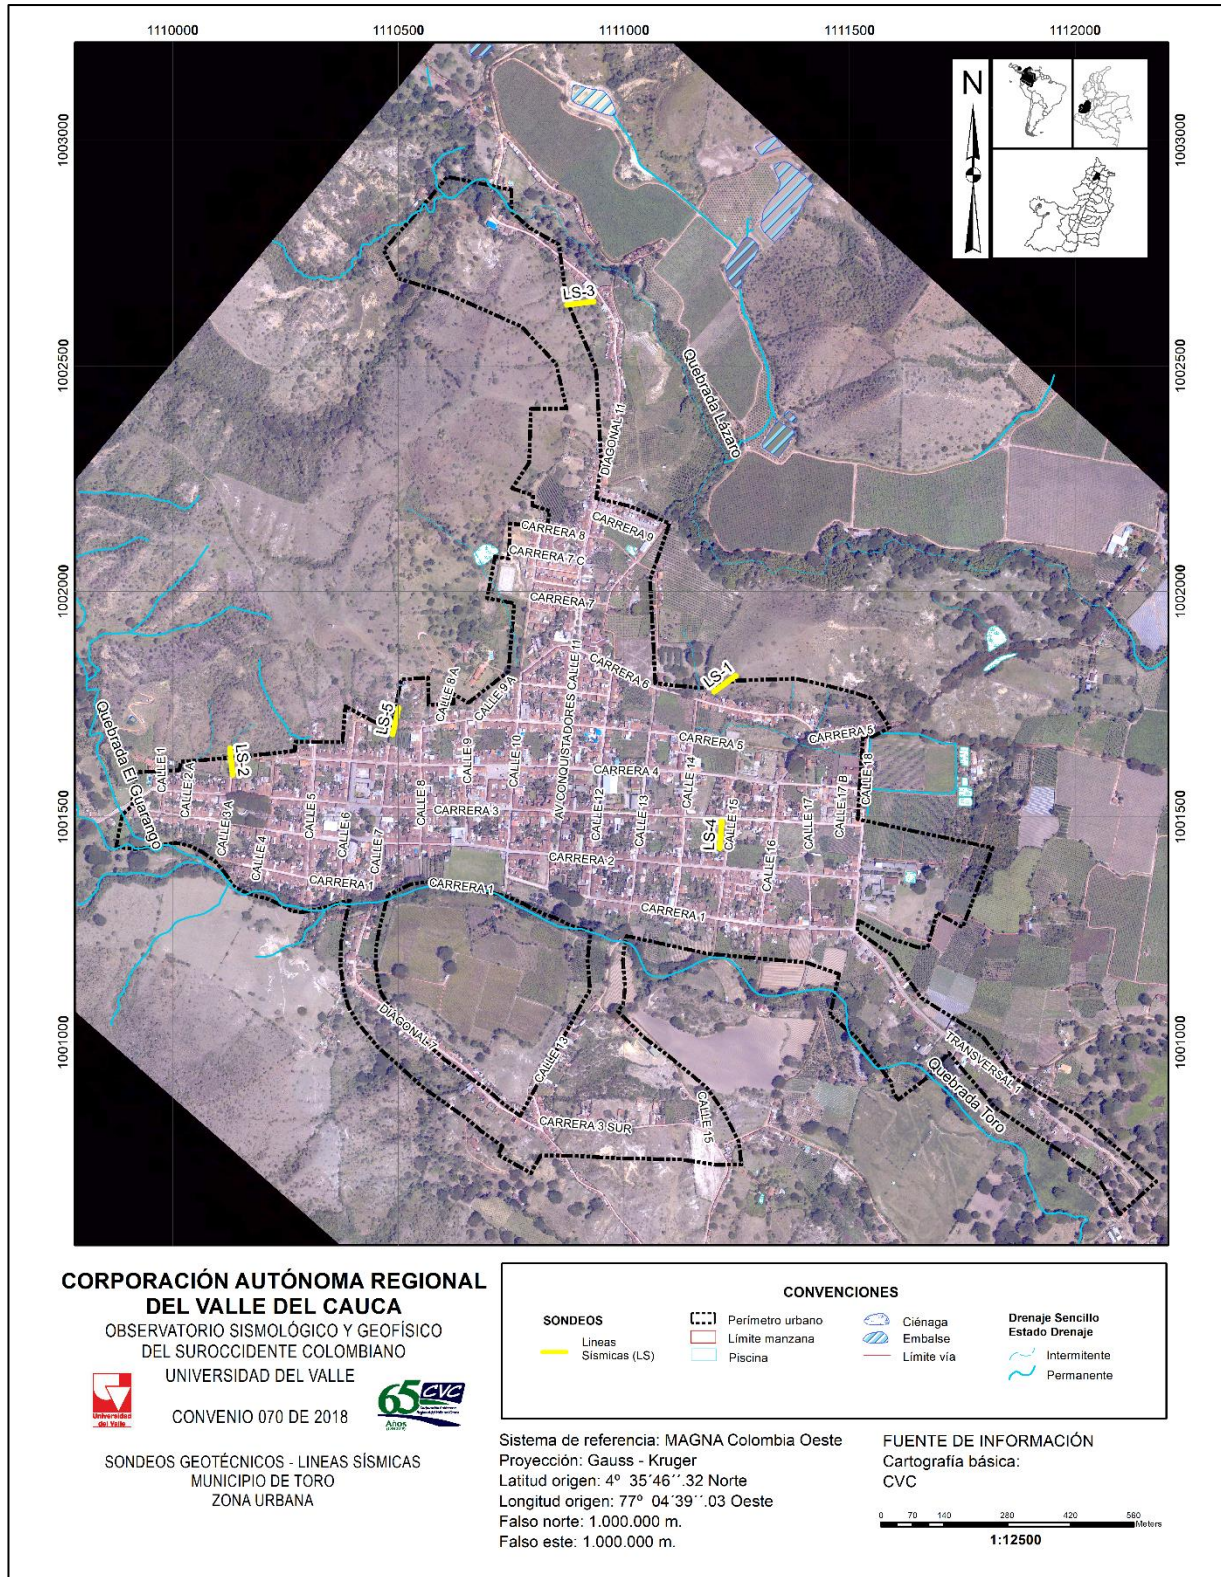 1110000
1110500
1111000
1111500
1112000
1003000
1003000
N
LS-3
1002500
1002500
Quebrada Lázaro
DIAGONAL 11
CARRERA 9
CARRERA 8
CARRERA 7 C
1002000
1002000
CARRERA 7
CARRERA 6
LS-1
CALLE 8 A
CALLE 9 A
AV CONQUISTADORES CALLE 11
LS-5
LS-2
CARRERA 5
CARRERA 5
Quebrada El Guarango
CALLE 1
CALLE 2 A
CALLE 3 A
CALLE 4
CALLE 5
CALLE 6
CALLE 7
CALLE 8
CALLE 9
CALLE 10
CALLE 12
CALLE 13
CALLE 14
CALLE 15
CALLE 16
CALLE 17
CALLE 17 B
CALLE 18
CARRERA 4
CARRERA 3
LS-4
1001500
1001500
CARRERA 2
CARRERA 1
CARRERA 1
CARRERA 1
1001000
1001000
DIAGONAL 7
CALLE 13
CARRERA 3 SUR
CALLE 15
TRANSVERSAL 1
Quebrada Toro
CORPORACIÓN AUTÓNOMA REGIONAL
DEL VALLE DEL CAUCA
OBSERVATORIO SISMOLÓGICO Y GEOFÍSICO
DEL SUROCCIDENTE COLOMBIANO
UNIVERSIDAD DEL VALLE
Universidad
del Valle
CONVENIO 070 DE 2018
65 CVC
Años
SONDEOS GEOTÉCNICOS - LINEAS SÍSMICAS
MUNICIPIO DE TORO
ZONA URBANA
CONVENCIONES
SONDEOS
Lineas
Sísmicas (LS)
Perímetro urbano
Límite manzana
Piscina
Ciénaga
Embalse
Límite vía
Drenaje Sencillo
Estado Drenaje
Intermitente
Permanente
Sistema de referencia: MAGNA Colombia Oeste
Proyección: Gauss - Kruger
Latitud origen: 4º 35´46´´.32 Norte
Longitud origen: 77º 04´39´´.03 Oeste
Falso norte: 1.000.000 m.
Falso este: 1.000.000 m.
FUENTE DE INFORMACIÓN
Cartografía básica:
CVC
0 70 140 280 420 560
Meters
1:12500